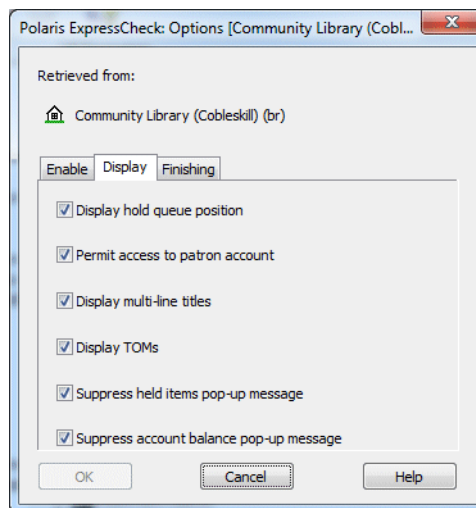 Polaris ExpressCheck: Options [Community Library (Cobl...
Retrieved from:
Community Library (Cobleskill) (br)
Enable Display Finishing
Display hold queue position
Permit access to patron account
Display multi-line titles
Display TOMs
Suppress held items pop-up message
Suppress account balance pop-up message
OK Cancel Help